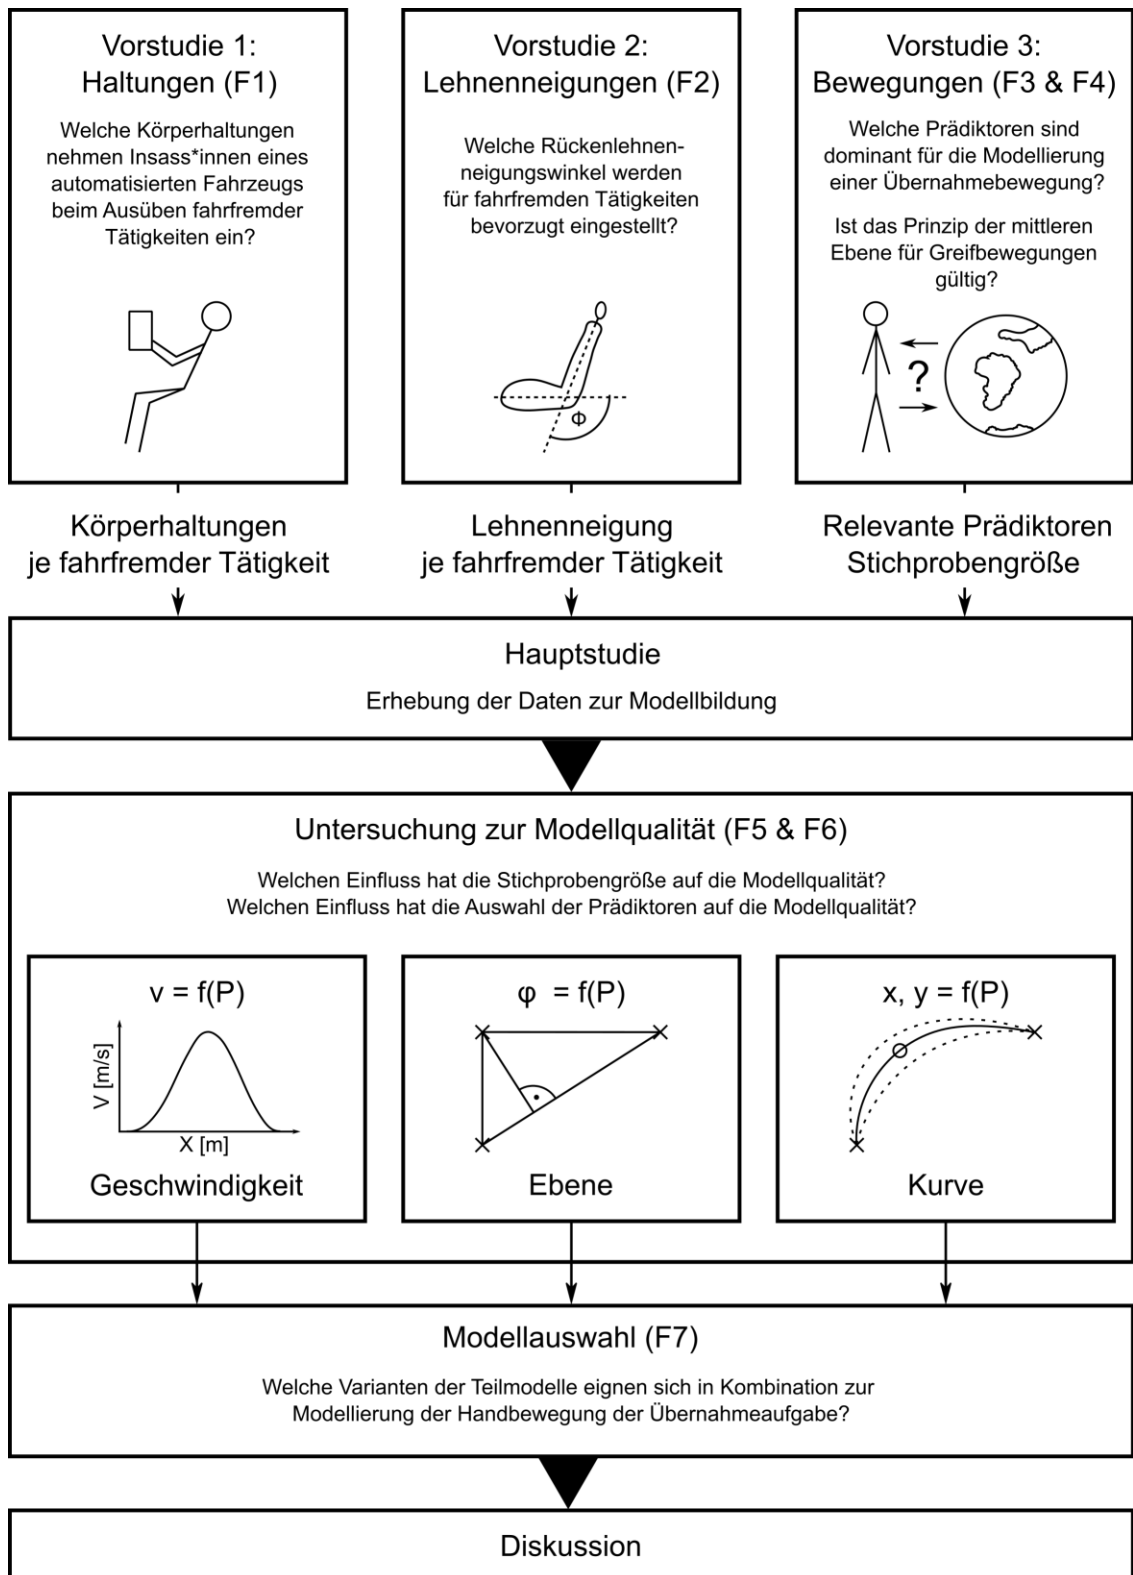 Vorstudie 1:
Haltungen (F1)
Welche Körperhaltungen
nehmen Insass*innen eines
automatisierten Fahrzeugs
beim Ausüben fahrfremder
Tätigkeiten ein?
Vorstudie 2:
Lehnenneigungen (F2)
Welche Rückenlehnen-
neigungswinkel werden
für fahrfremden Tätigkeiten
bevorzugt eingestellt?
Φ
Vorstudie 3:
Bewegungen (F3 & F4)
Welche Prädiktoren sind
dominant für die Modellierung
einer Übernahmebewegung?
Ist das Prinzip der mittleren
Ebene für Greifbewegungen
gültig?
?
Körperhaltungen
je fahrfremder Tätigkeit
Lehnenneigung
je fahrfremder Tätigkeit
Relevante Prädiktoren
Stichprobengröße
Hauptstudie
Erhebung der Daten zur Modellbildung
Untersuchung zur Modellqualität (F5 & F6)
Welchen Einfluss hat die Stichprobengröße auf die Modellqualität?
Welchen Einfluss hat die Auswahl der Prädiktoren auf die Modellqualität?
v = f(P)
V [m/s]
X [m]
Geschwindigkeit
φ = f(P)
Ebene
x, y = f(P)
Kurve
Modellauswahl (F7)
Welche Varianten der Teilmodelle eignen sich in Kombination zur
Modellierung der Handbewegung der Übernahmeaufgabe?
Diskussion